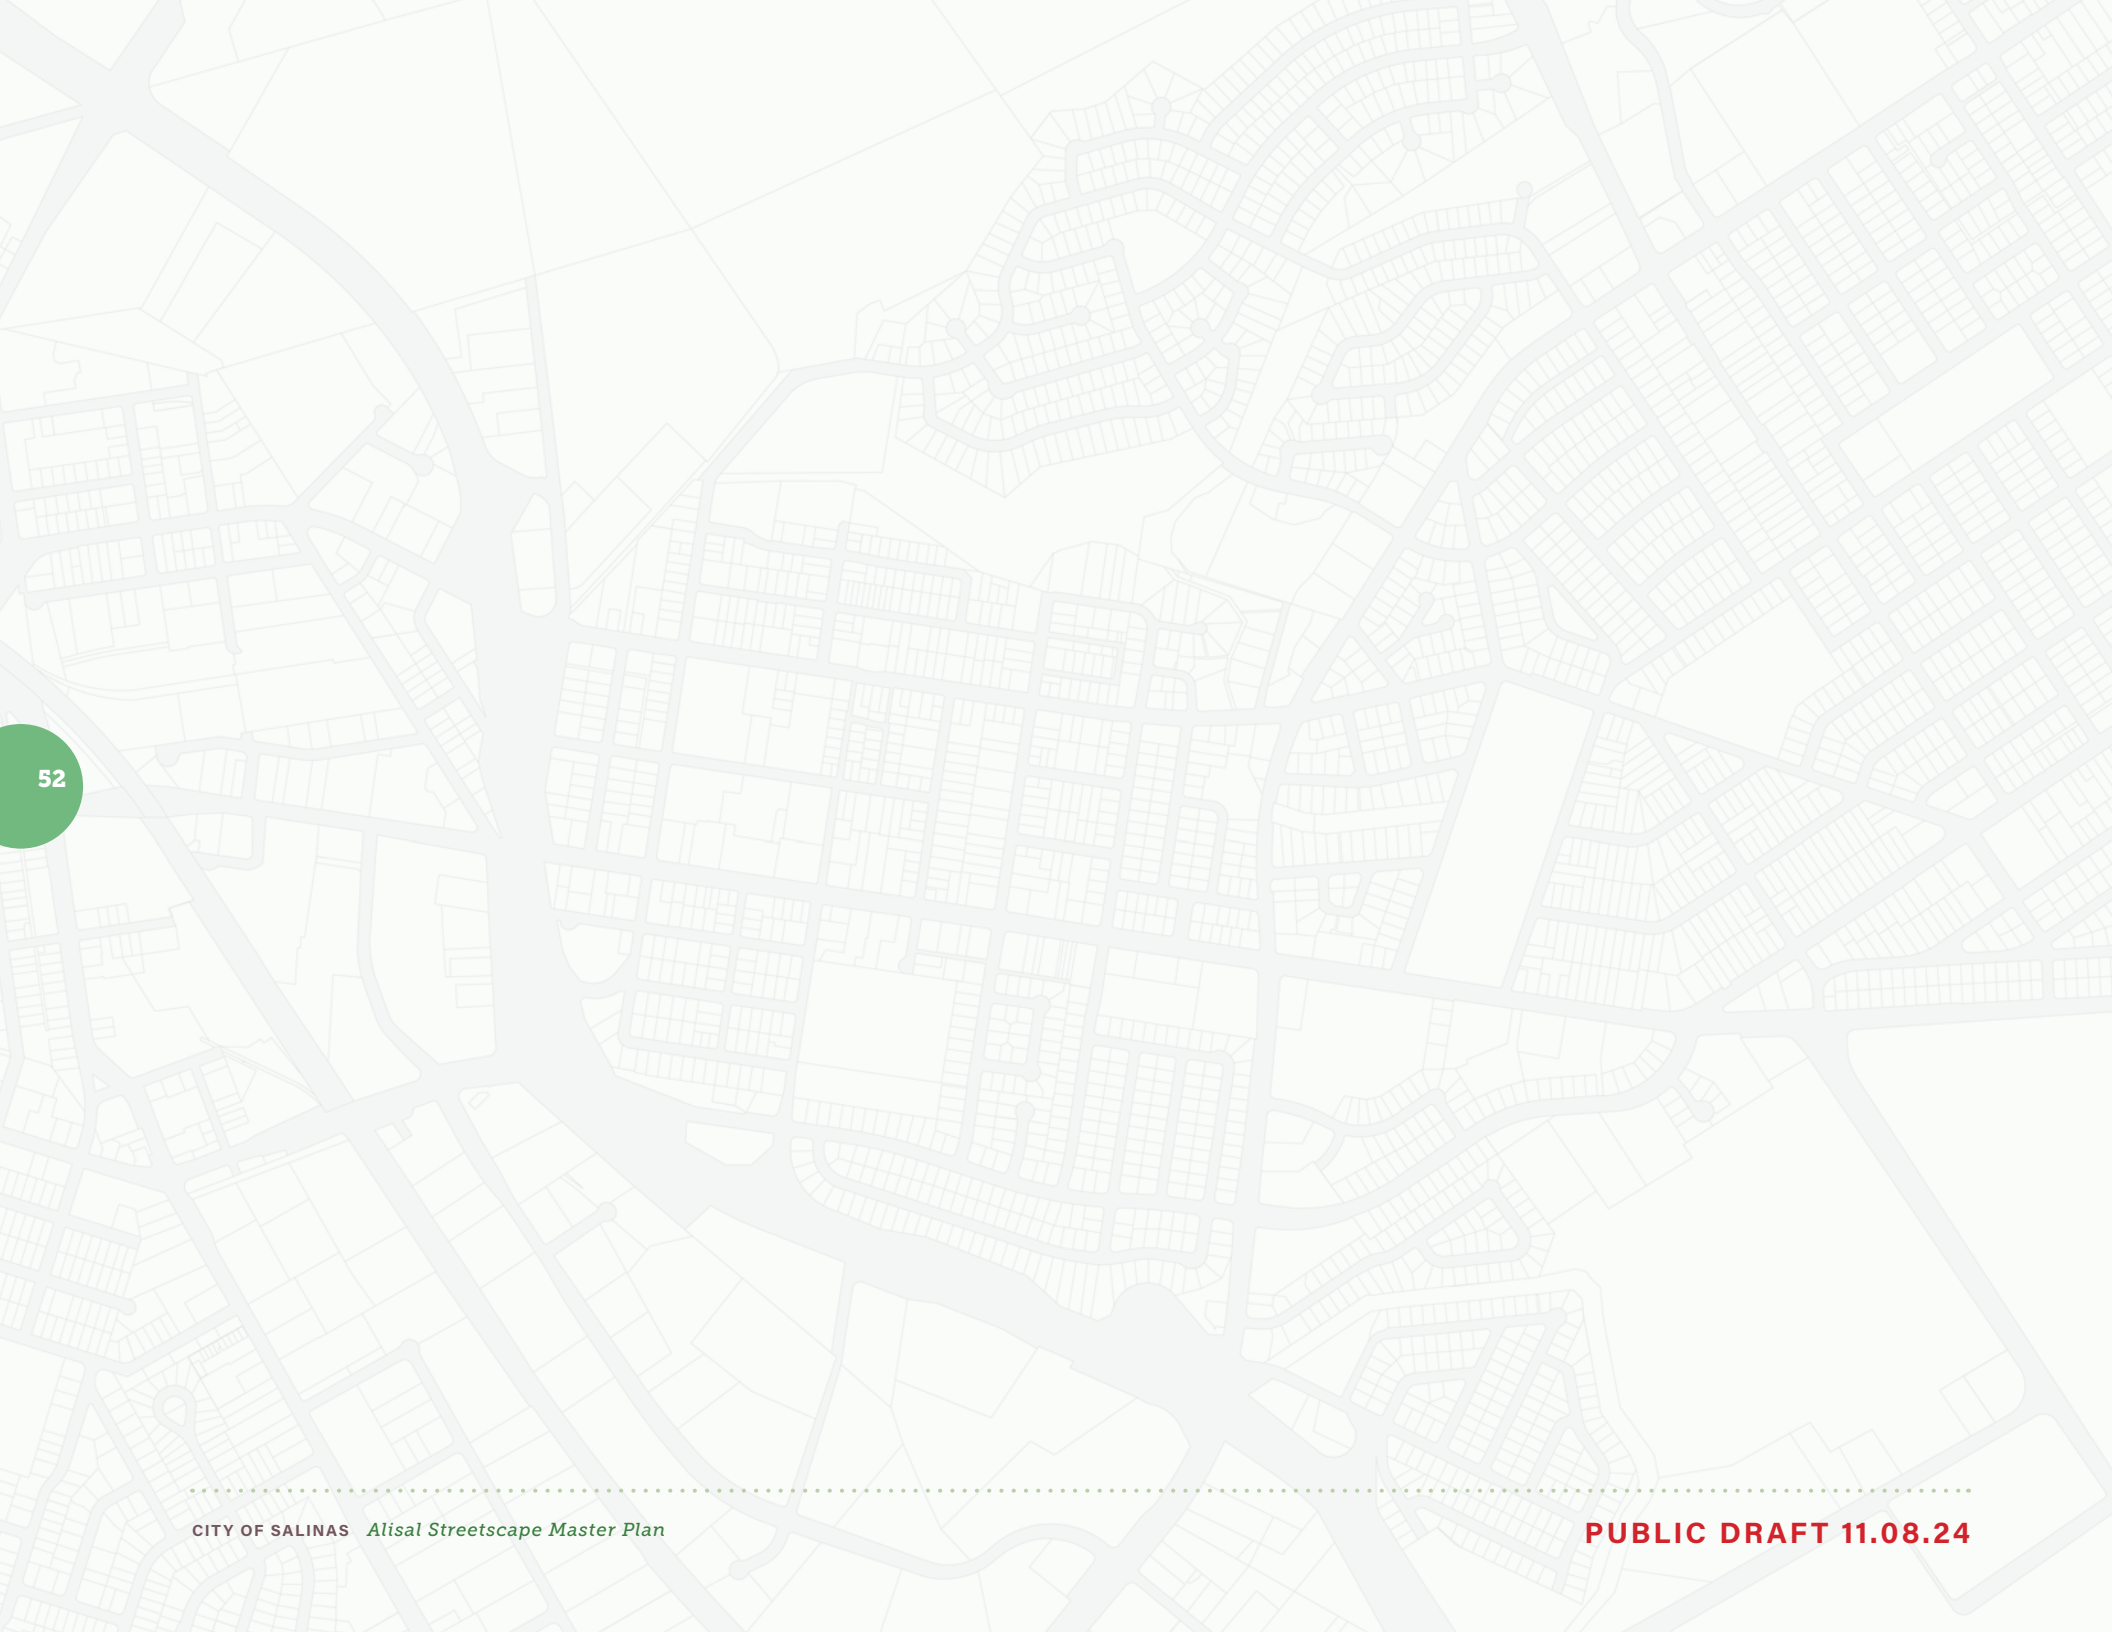 52
CITY OF SALINAS Alisal Streetscape Master Plan
PUBLIC DRAFT 11.08.24